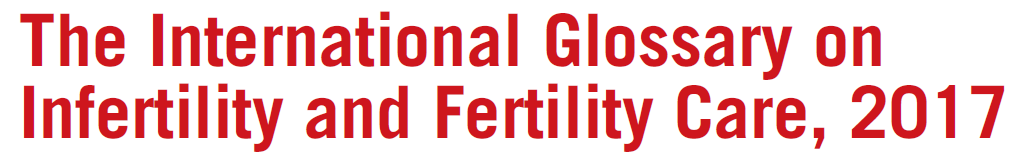 The International Glossary on
Infertility and Fertility Care, 2017